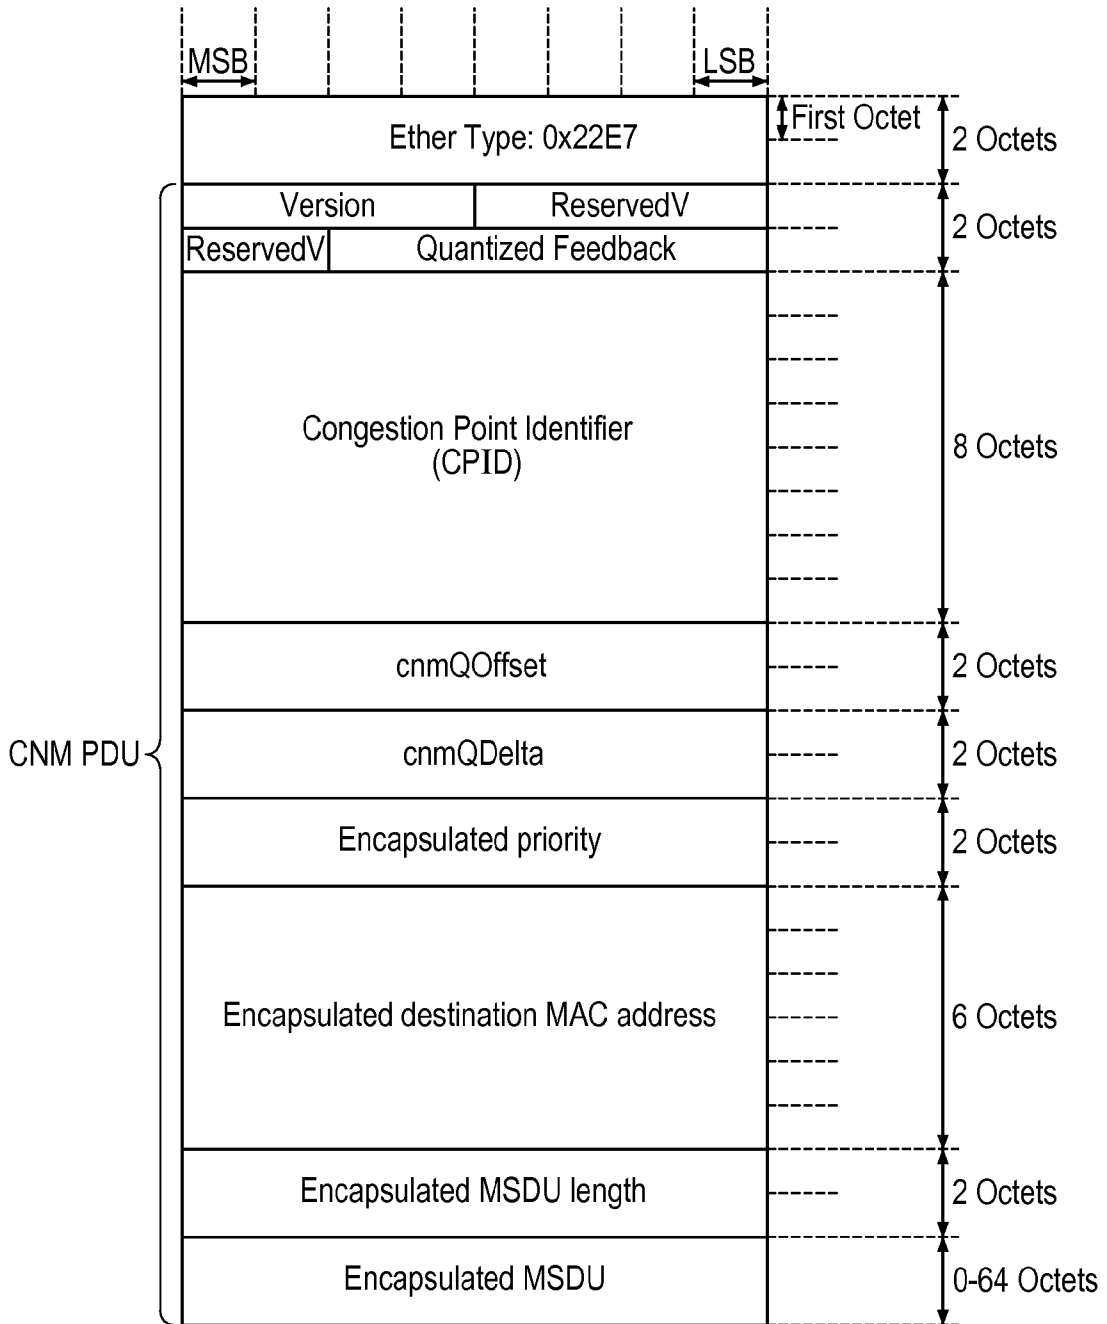 MSB
LSB
First Octet
Ether Type: 0x22E7
2 Octets
Version
ReservedV
2 Octets
ReservedV
Quantized Feedback
Congestion Point Identifier
(CPID)
8 Octets
cnmQOffset
2 Octets
CNM PDU
cnmQDelta
2 Octets
Encapsulated priority
2 Octets
Encapsulated destination MAC address
6 Octets
Encapsulated MSDU length
2 Octets
Encapsulated MSDU
0-64 Octets